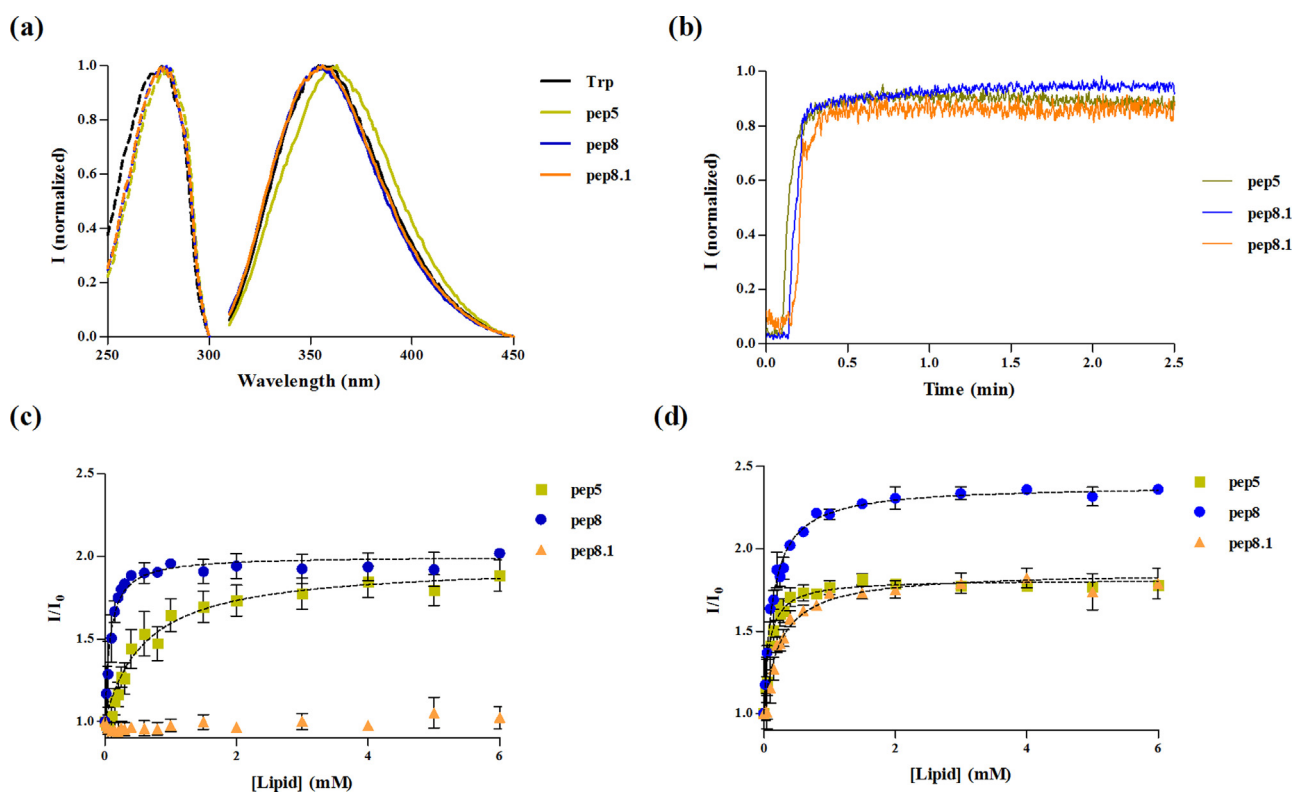 (a)
I (normalized)
1.0
0.8
0.6
0.4
0.2
0.0
250
300
350
400
450
Wavelength (nm)
Trp
pep5
pep8
pep8.1
(b)
I (normalized)
1.0
0.8
0.6
0.4
0.2
0.0
0.0
0.5
1.0
1.5
2.0
2.5
Time (min)
pep5
pep8.1
pep8.1
(c)
I/I0
2.5
2.0
1.5
1.0
0
2
4
6
[Lipid] (mM)
pep5
pep8
pep8.1
(d)
I/I0
2.5
2.0
1.5
1.0
0
2
4
6
[Lipid] (mM)
pep5
pep8
pep8.1